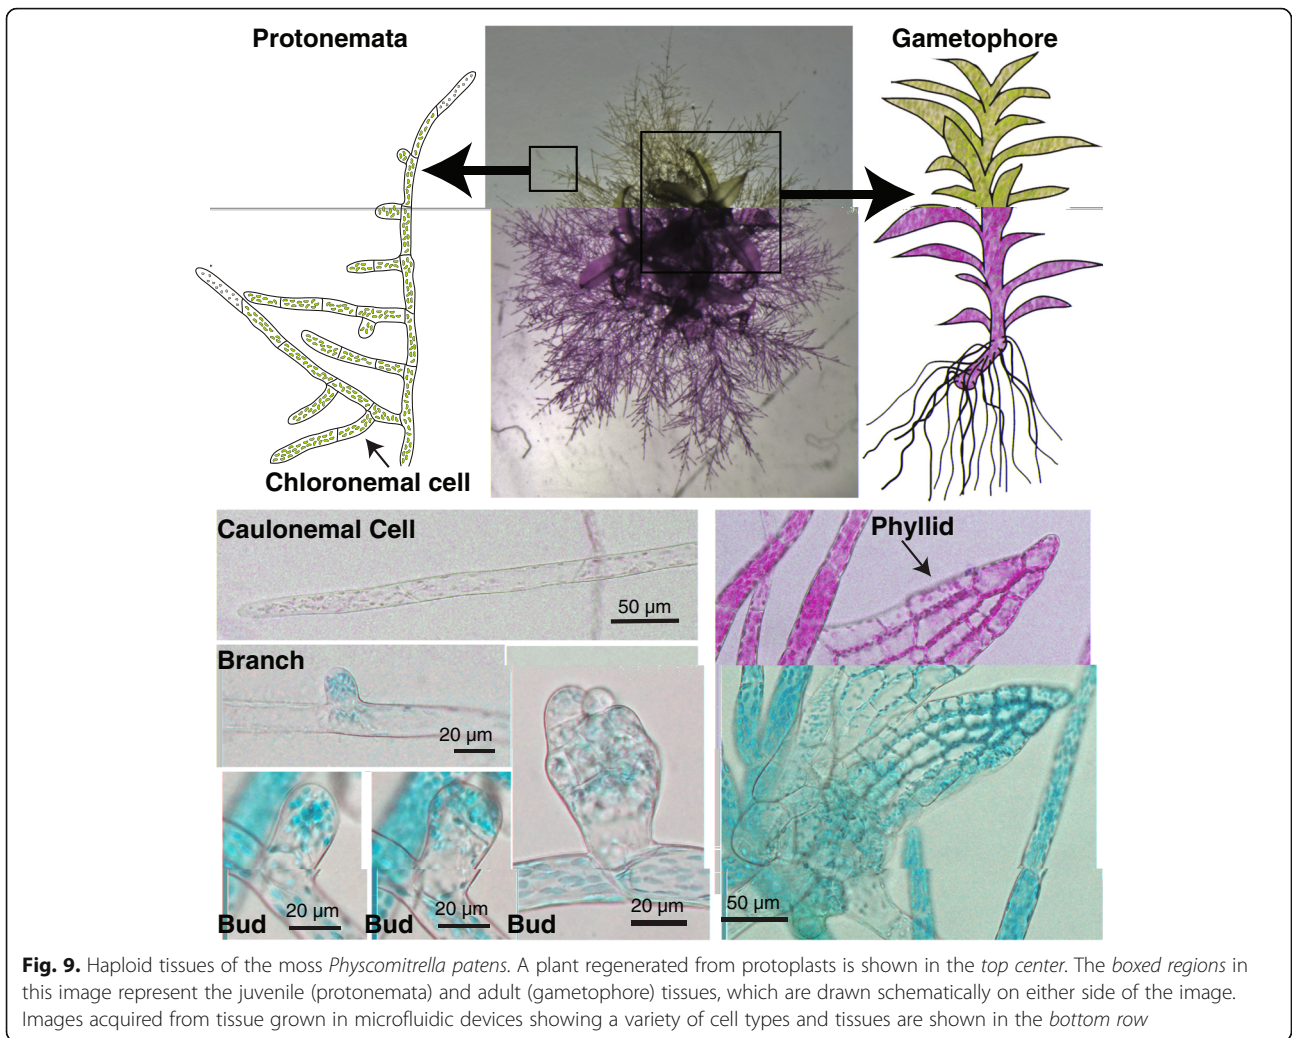 Protonemata
Gametophore
Chloronemal cell
Caulonemal Cell
50 µm
Phyllid
Branch
20 µm
Bud
20 µm
Bud
20 µm
Bud
20 µm
50 µm
Fig. 9. Haploid tissues of the moss Physcomitrella patens. A plant regenerated from protoplasts is shown in the top center. The boxed regions in
this image represent the juvenile (protonemata) and adult (gametophore) tissues, which are drawn schematically on either side of the image.
Images acquired from tissue grown in microfluidic devices showing a variety of cell types and tissues are shown in the bottom row